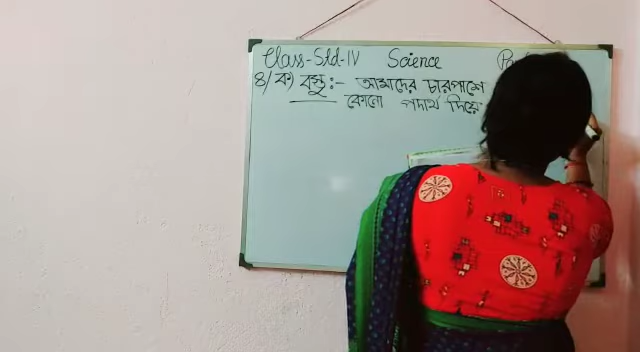 Class-Std-IV Science
৪/ ক) বস্তু:- আমাদের চারপাশে
কোনো পদার্থ দিয়ে